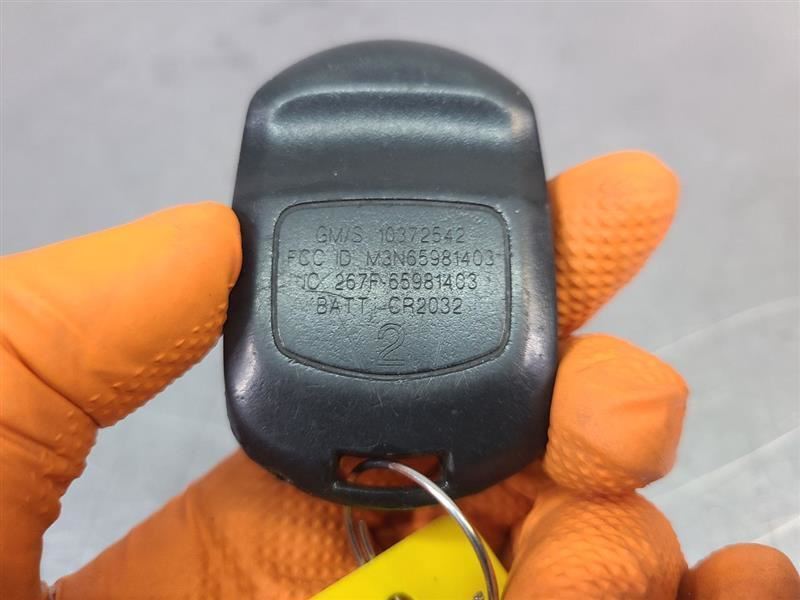 GM/S 10372542
FCC ID M3N65981403
IC 267F-65981403
BATT.-CR2032
2